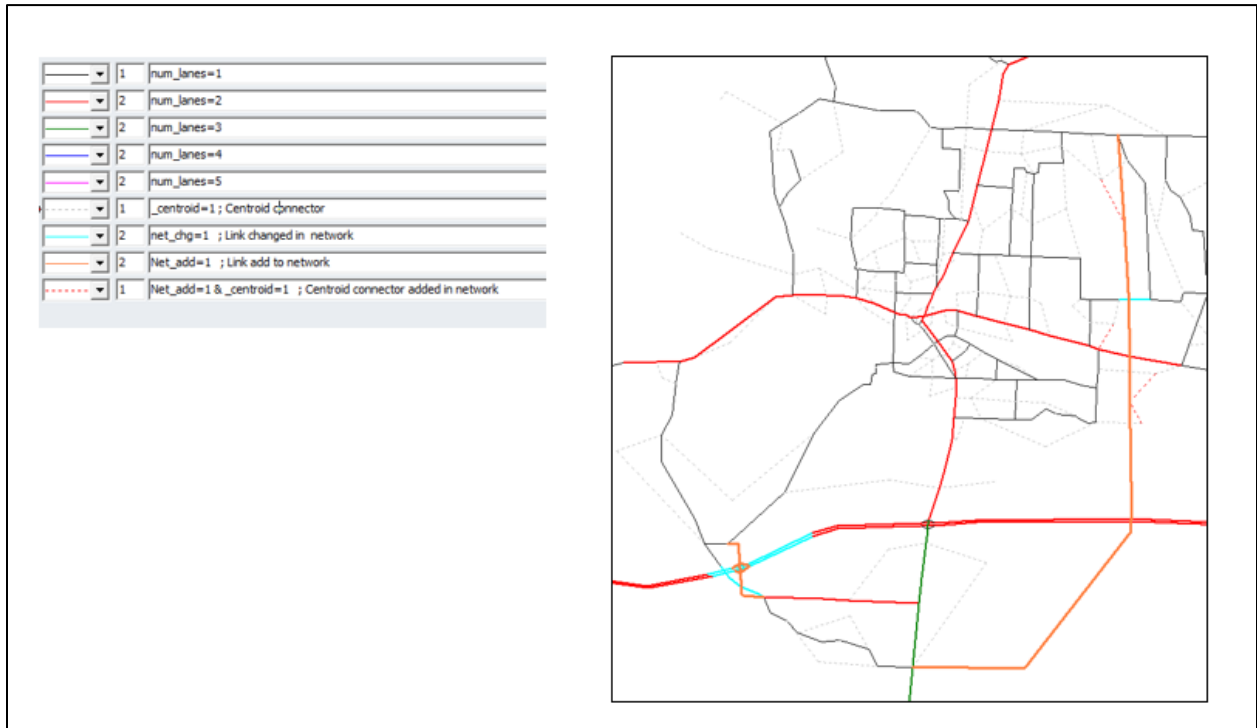 1 num_lanes=1
2 num_lanes=2
2 num_lanes=3
2 num_lanes=4
2 num_lanes=5
1 _centroid=1 ; Centroid connector
2 net_chg=1 ; Link changed in network
2 Net_add=1 ; Link add to network
1 Net_add=1 & _centroid=1 ; Centroid connector added in network